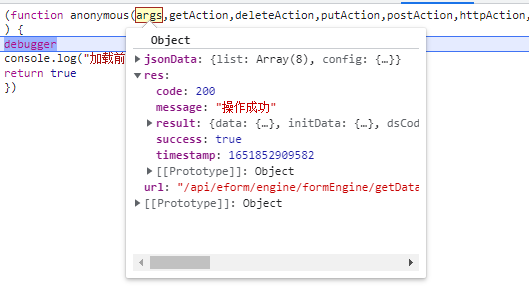 (function anonymous(args,getAction,deleteAction,putAction,postAction,httpAction,
) {
debugger
console.log("加载前
return true
})
Object
jsonData: {list: Array(8), config: {…}}
res:
code: 200
message: "操作成功"
result: {data: {…}, initData: {…}, dsCod
success: true
timestamp: 1651852909582
[[Prototype]]: Object
url: "/api/eform/engine/formEngine/getData
[[Prototype]]: Object